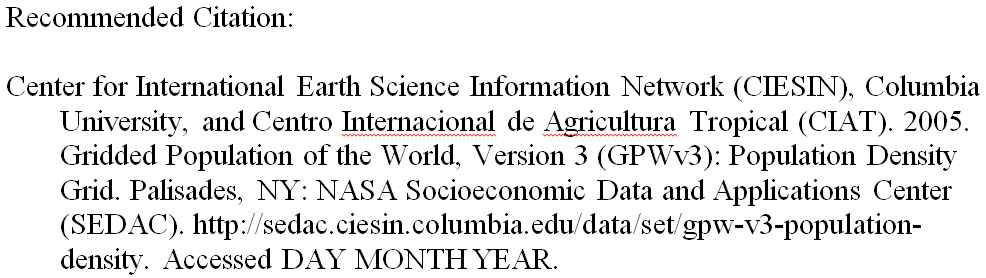 Recommended Citation:
Center for International Earth Science Information Network (CIESIN), Columbia
University, and Centro Internacional de Agricultura Tropical (CIAT). 2005.
Gridded Population of the World, Version 3 (GPWv3): Population Density
Grid. Palisades, NY: NASA Socioeconomic Data and Applications Center
(SEDAC). http://sedac.ciesin.columbia.edu/data/set/gpw-v3-population-
density. Accessed DAY MONTH YEAR.